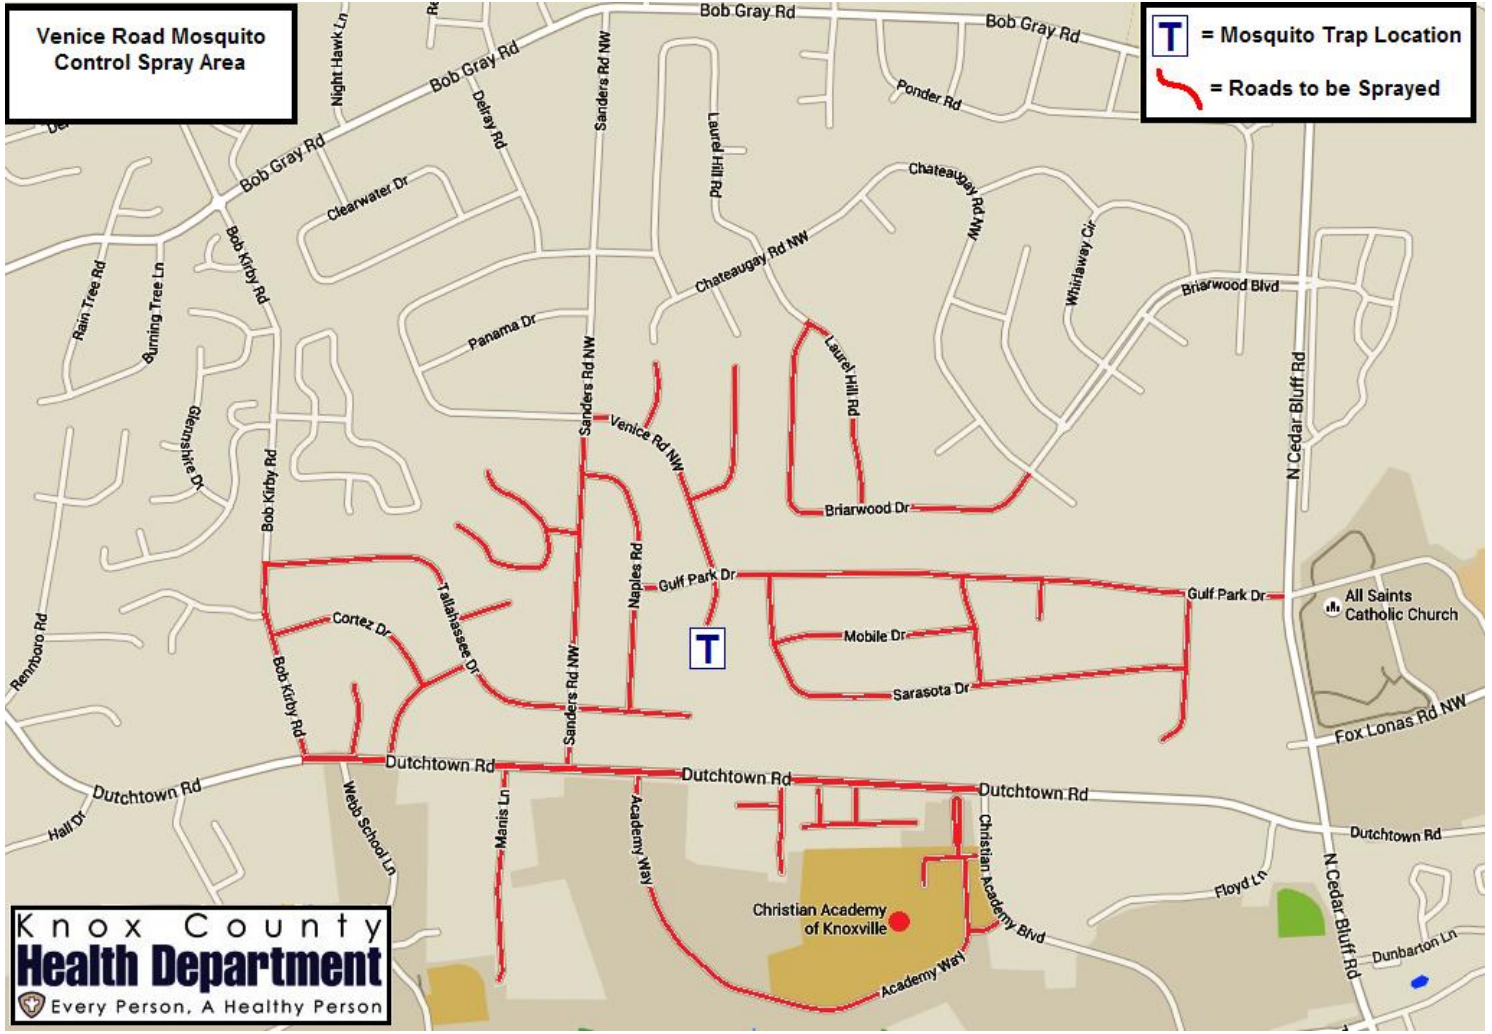 Venice Road Mosquito
Control Spray Area
T = Mosquito Trap Location
= Roads to be Sprayed
Bob Gray Rd
Bob Gray Rd
Bob Gray Rd
Bob Gray Rd
Night Hawk Ln
Delray Rd
Sanders Rd NW
Laurel Hill Rd
Ponder Rd
Clearwater Dr
Chateaugay Rd NW
Chateaugay Rd NW
Whirlaway Cir
Bob Kirby Rd
Rain Tree Rd
Burning Tree Ln
Briarwood Blvd
Panama Dr
Sanders Rd NW
Laurel Hill Rd
N Cedar Bluff Rd
Glennshire Dr
Venice Rd NW
Bob Kirby Rd
Briarwood Dr
Naples Rd
Gulf Park Dr
Gulf Park Dr
All Saints
Catholic Church
Tallahassee Dr
Cortez Dr
Mobile Dr
T
Rennboro Rd
Bob Kirby Rd
Sanders Rd NW
Sarasota Dr
Fox Lonas Rd NW
Dutchtown Rd
Dutchtown Rd
Dutchtown Rd
Dutchtown Rd
Dutchtown Rd
Hall Dr
Webb School Ln
Manis Ln
Academy Way
Christian Academy Blvd
Floyd Ln
N Cedar Bluff Rd
Christian Academy
of Knoxville
Academy Way
Dunbarton Ln
Knox County
Health Department
Every Person, A Healthy Person